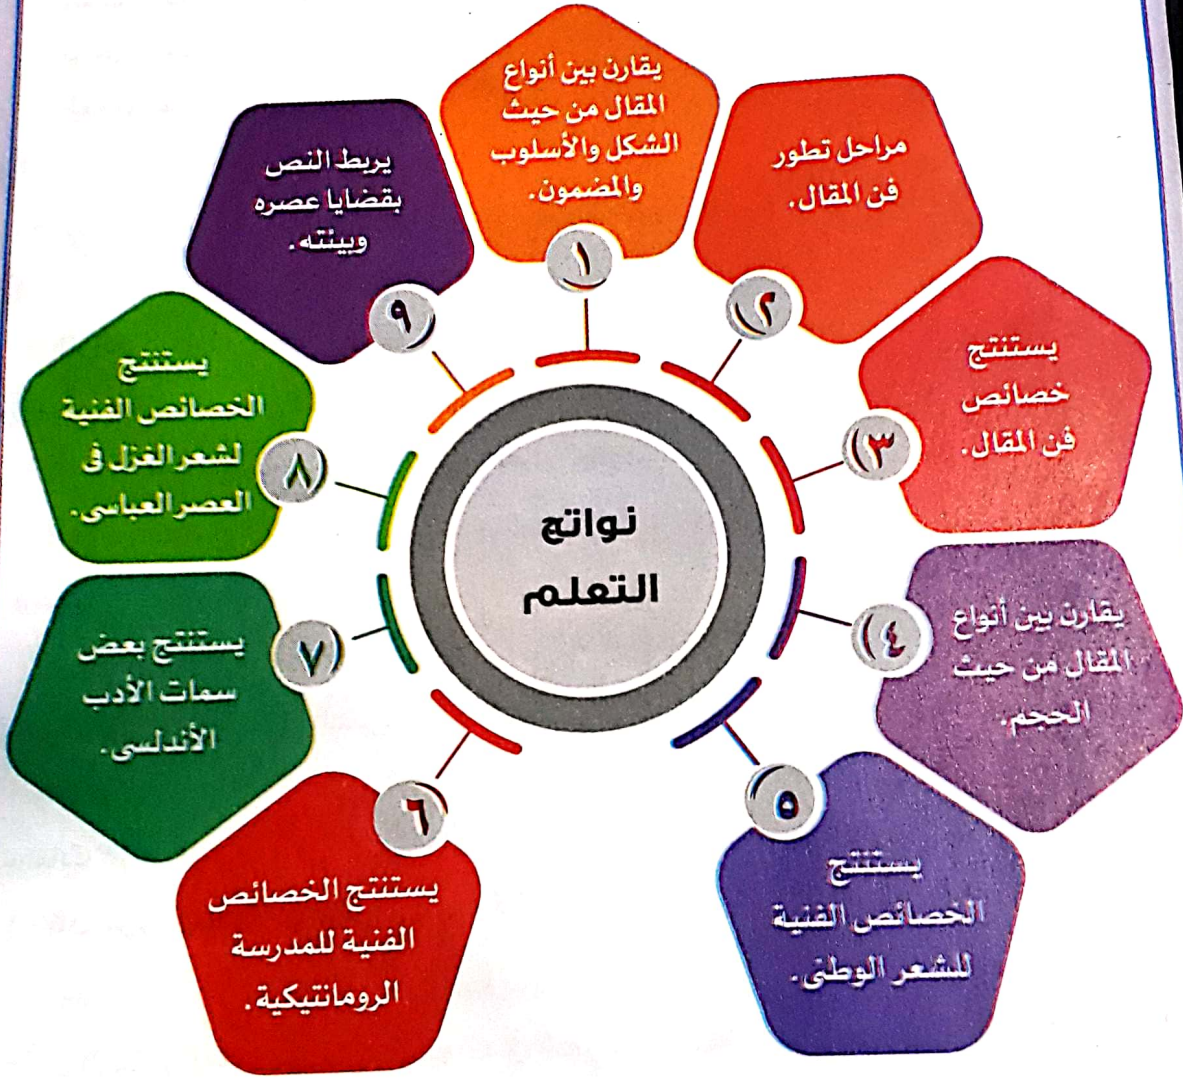 نواتج
التعلم
يقارن بين أنواع
المقال من حيث
الشكل والأسلوب
والمضمون.
١
مراحل تطور
فن المقال.
٢
يستنتج
خصائص
فن المقال.
٣
يقارن بين أنواع
المقال من حيث
الحجم.
٤
يستنتج
الخصائص الفنية
للشعر الوطنى.
٥
يستنتج الخصائص
الفنية للمدرسة
الرومانتيكية.
٦
يستنتج بعض
سمات الأدب
الأندلسى.
٧
يستنتج
الخصائص الفنية
لشعر الغزل فى
العصر العباسى.
٨
يربط النص
بقضايا عصره
وبيئته.
٩